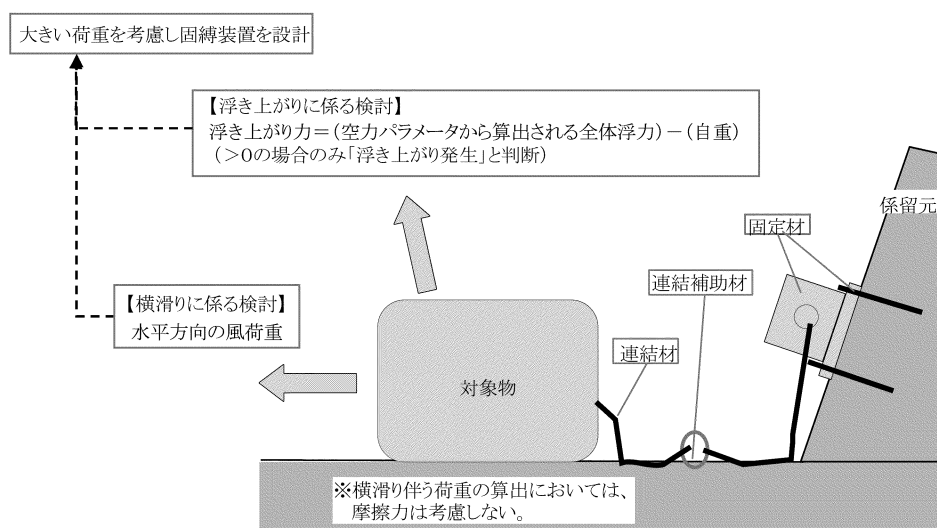 大きい荷重を考慮し固縛装置を設計
【浮き上がりに係る検討】
浮き上がり力＝（空力パラメータから算出される全体浮力）－（自重）
（＞０の場合のみ「浮き上がり発生」と判断）
係留元
固定材
連結補助材
【横滑りに係る検討】
水平方向の風荷重
連結材
対象物
※横滑り伴う荷重の算出においては、
摩擦力は考慮しない。